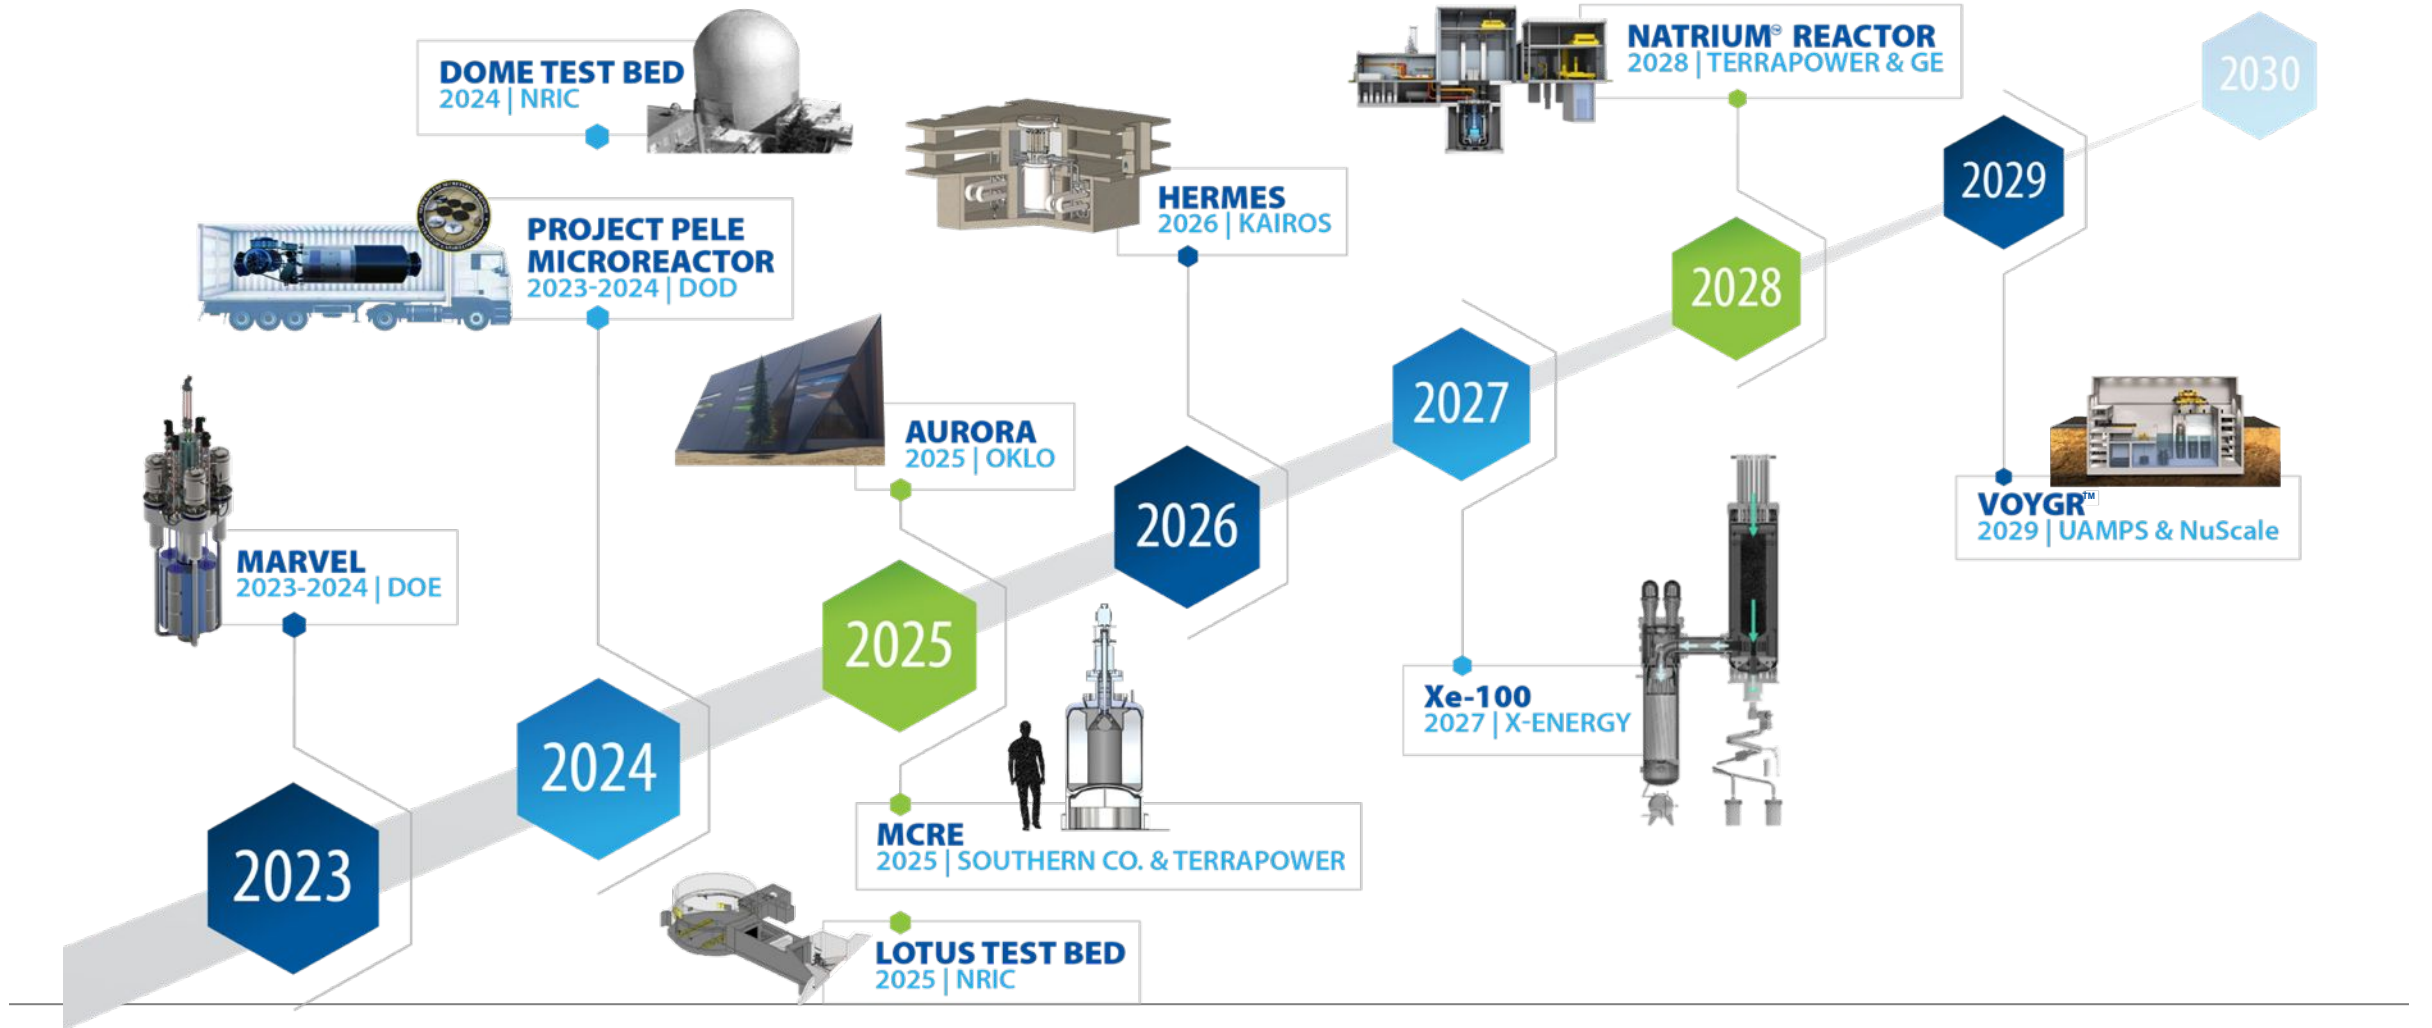 DOME TEST BED
2024 | NRIC
PROJECT PELE
MICROREACTOR
2023-2024 | DOD
MARVEL
2023-2024 | DOE
AURORA
2025 | OKLO
HERMES
2026 | KAIROS
NATRIUM® REACTOR
2028 | TERRAPOWER & GE
MCRE
2025 | SOUTHERN CO. & TERRAPOWER
LOTUS TEST BED
2025 | NRIC
Xe-100
2027 | X-ENERGY
VOYGR™
2029 | UAMPS & NuScale
2023
2024
2025
2026
2027
2028
2029
2030